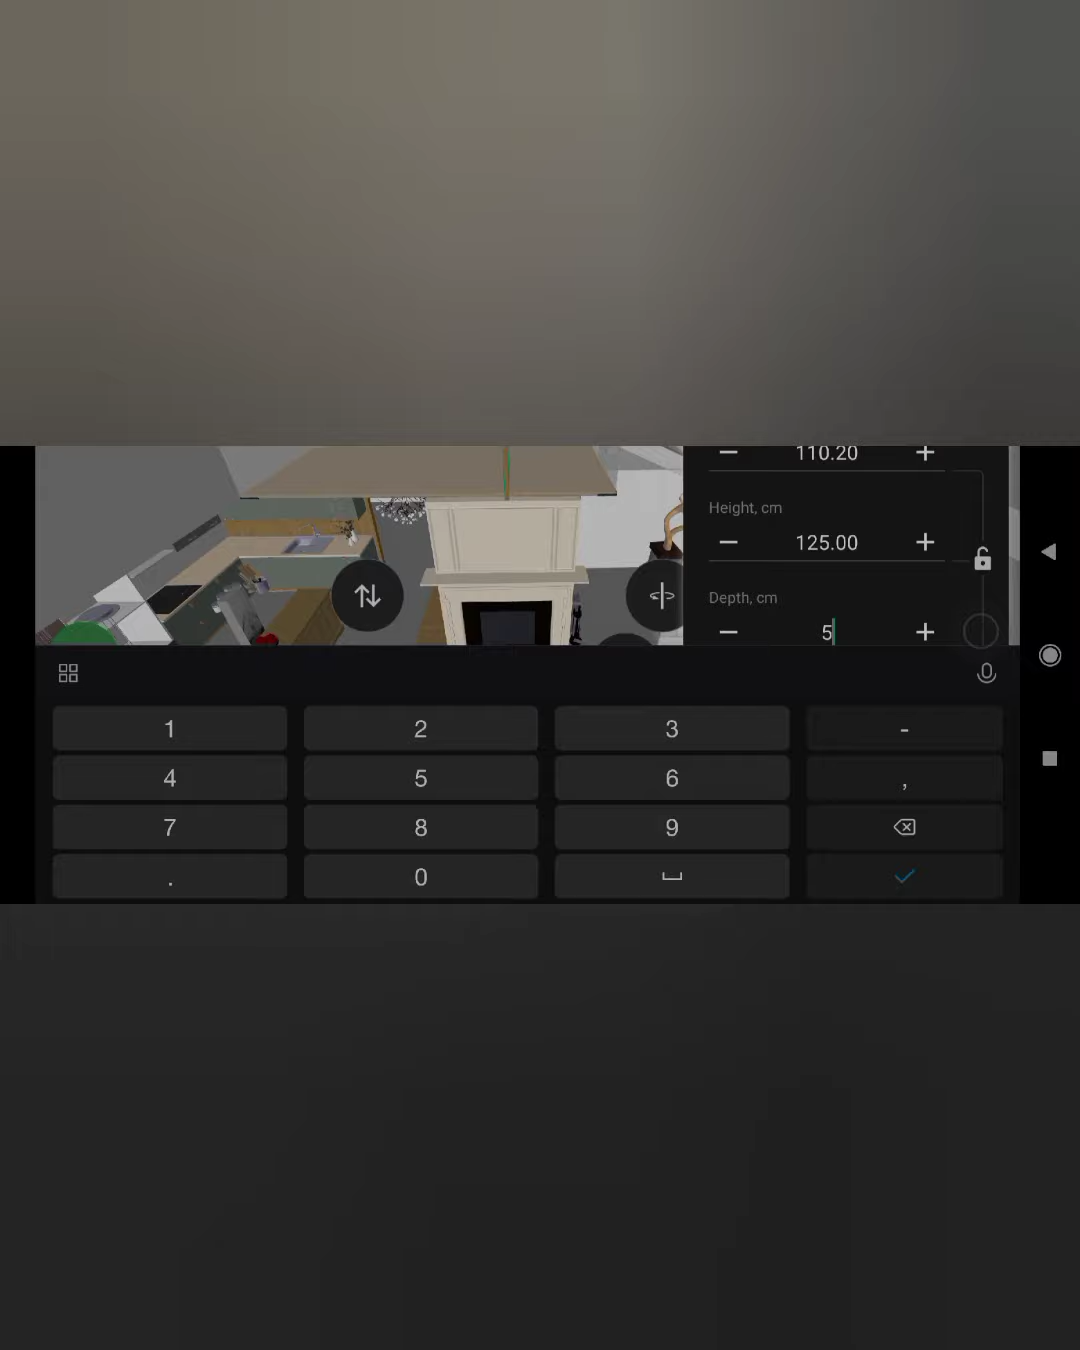 110.20
Height, cm
125.00
Depth, cm
5
1 2 3 -
4 5 6 ,
7 8 9
. 0